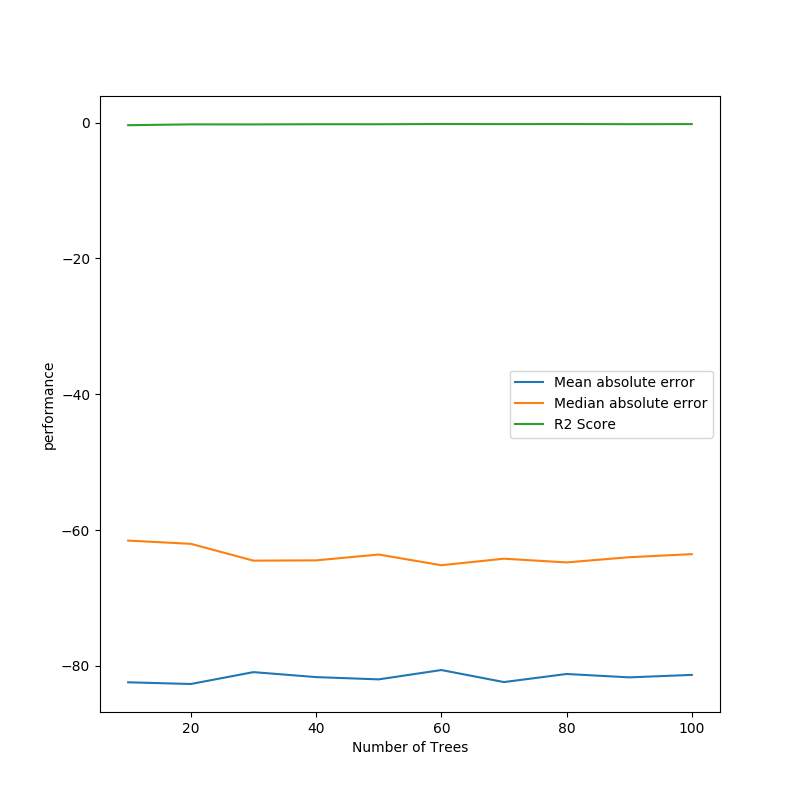 0
−20
−40
−60
−80
performance
Mean absolute error
Median absolute error
R2 Score
20 40 60 80 100
Number of Trees